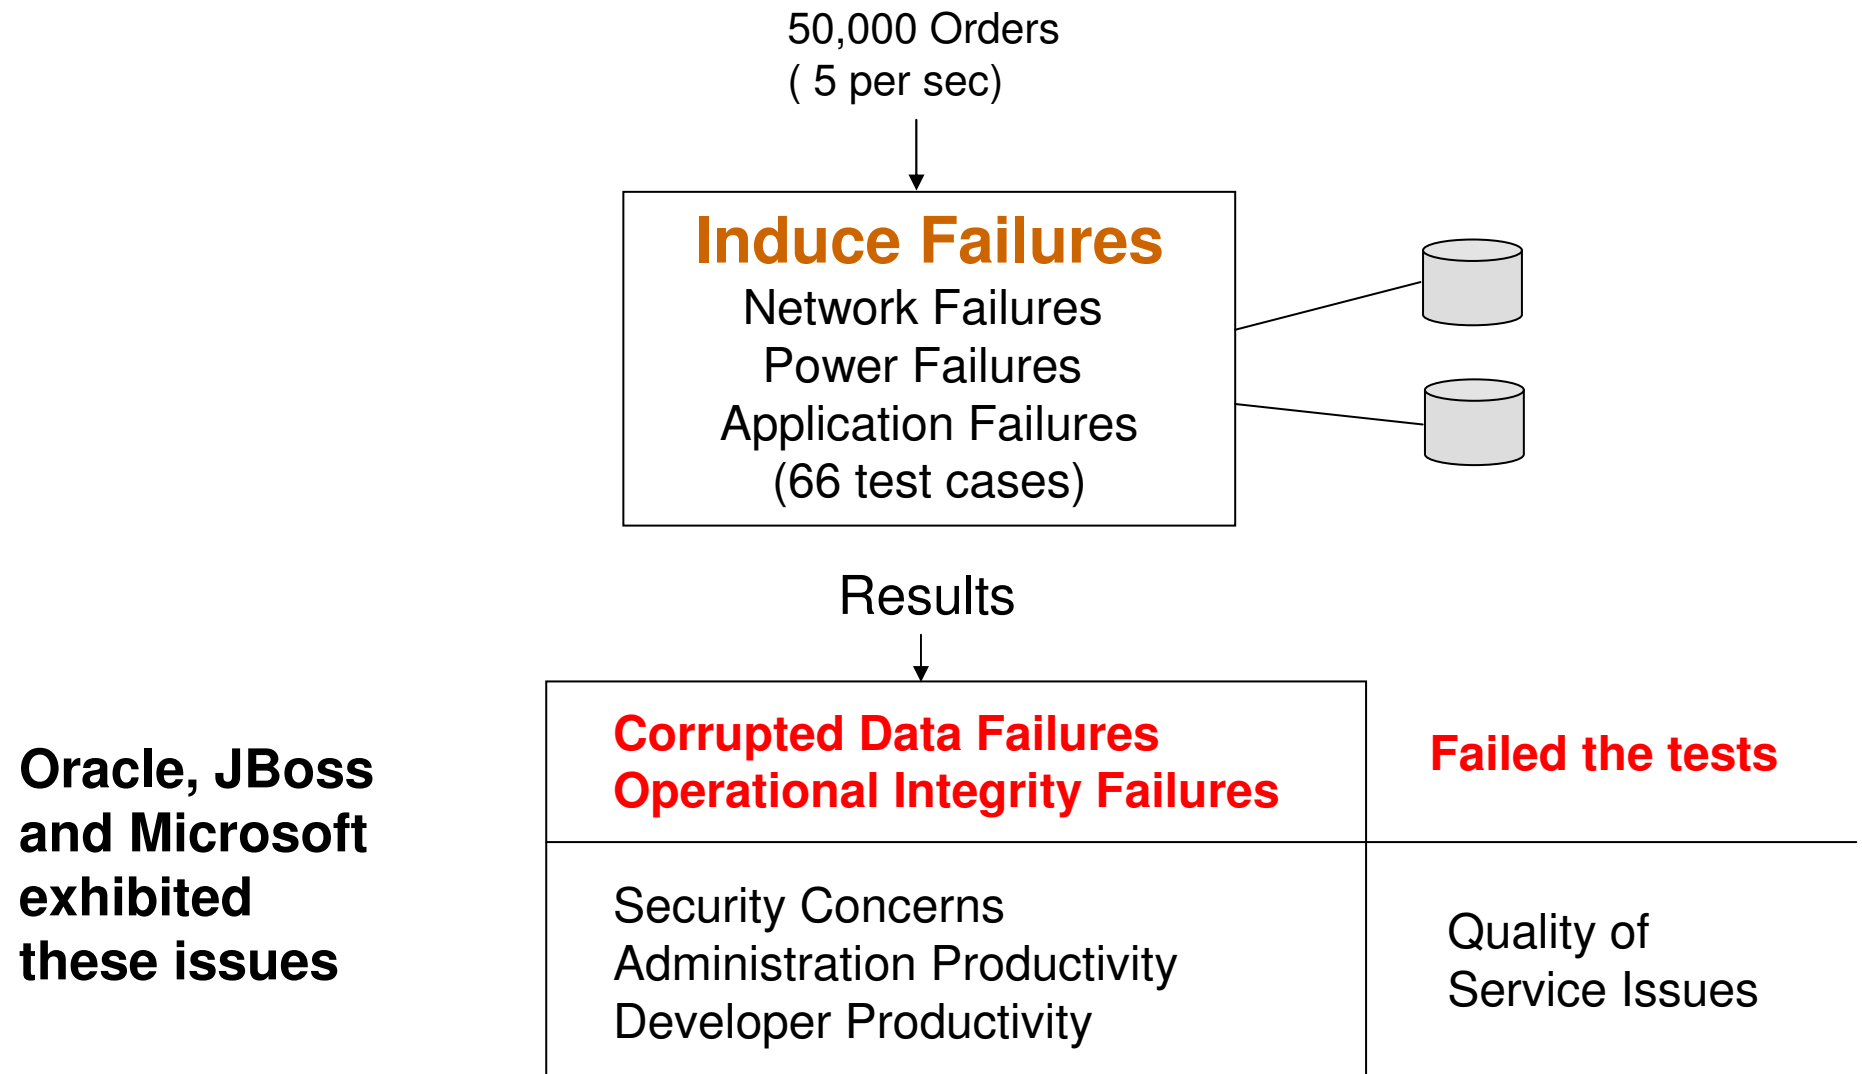 50,000 Orders
( 5 per sec)
Induce Failures
Network Failures
Power Failures
Application Failures
(66 test cases)
Results
Oracle, JBoss
and Microsoft
exhibited
these issues
Corrupted Data Failures
Operational Integrity Failures
Failed the tests
Security Concerns
Administration Productivity
Developer Productivity
Quality of
Service Issues